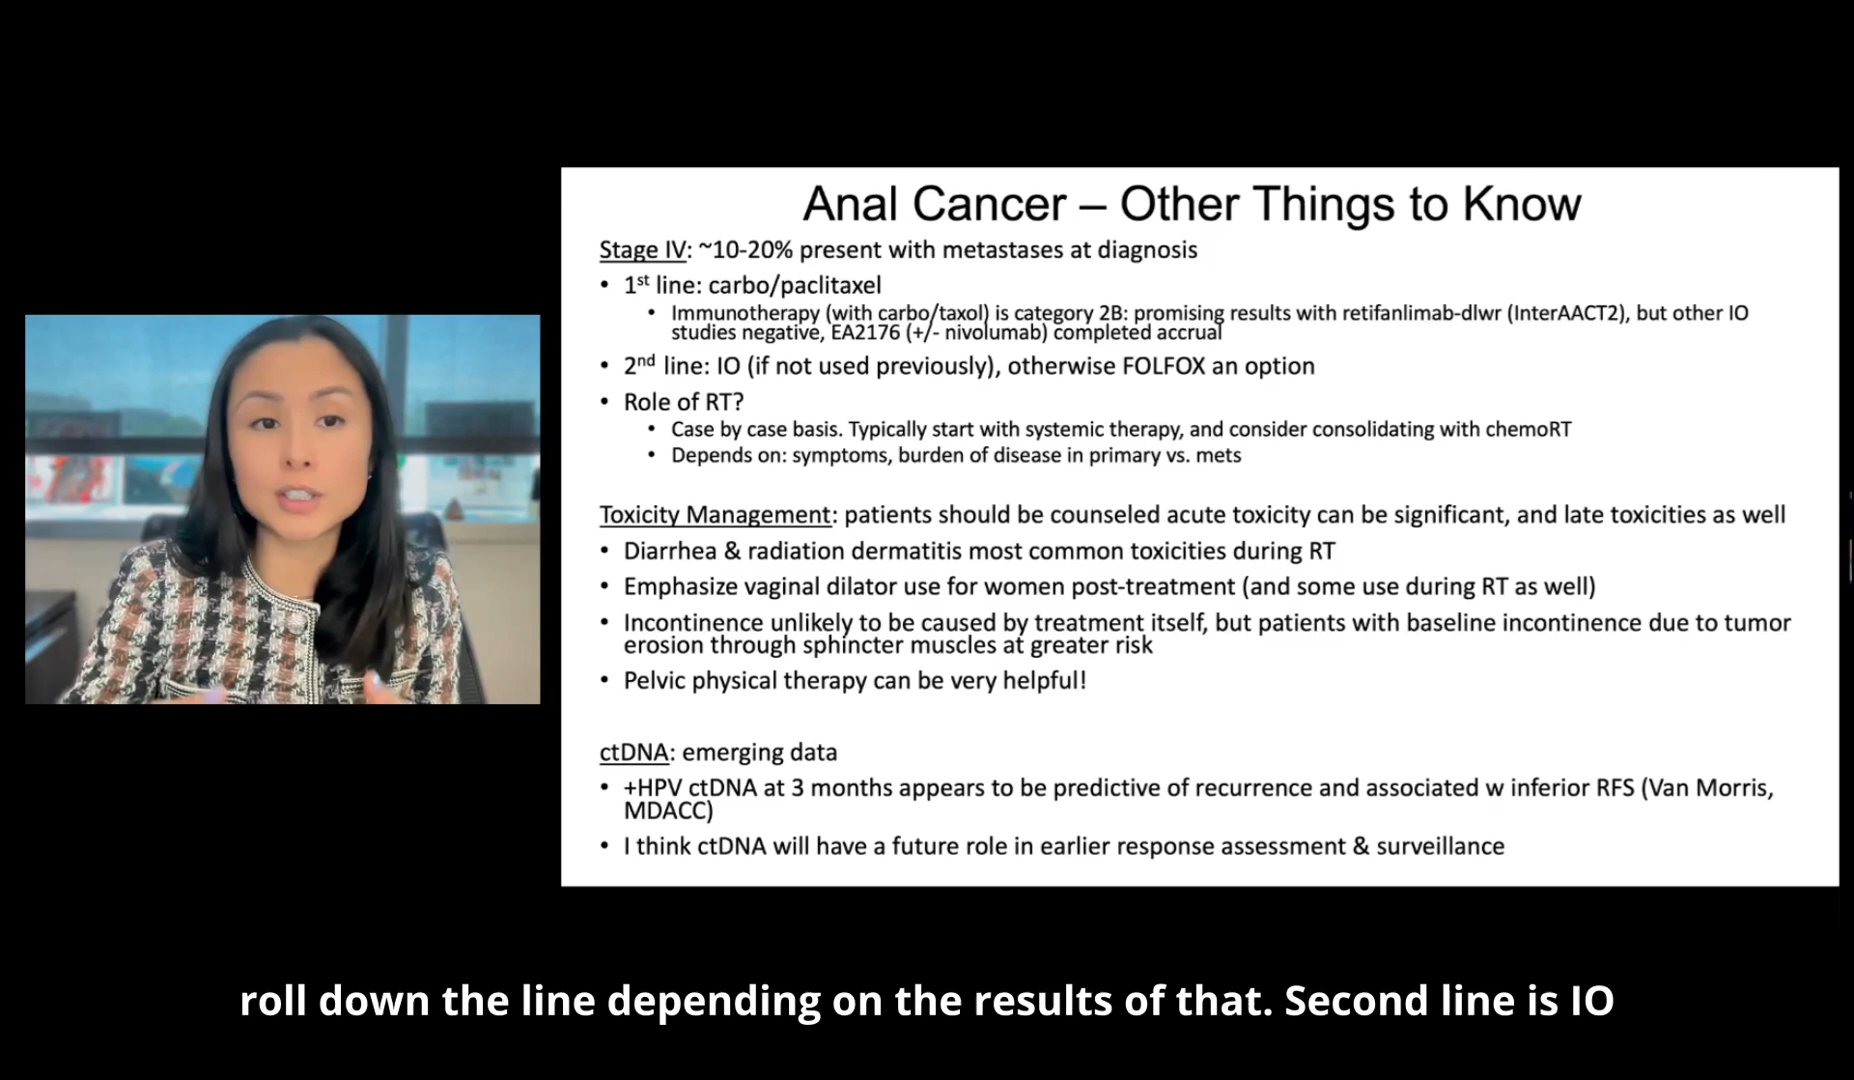 Anal Cancer – Other Things to Know
Stage IV: ~10-20% present with metastases at diagnosis
• 1st line: carbo/paclitaxel
• Immunotherapy (with carbo/taxol) is category 2B: promising results with retifanlimab-dlwr (InterAACT2), but other IO
studies negative, EA2176 (+/- nivolumab) completed accrual
• 2nd line: IO (if not used previously), otherwise FOLFOX an option
• Role of RT?
• Case by case basis. Typically start with systemic therapy, and consider consolidating with chemoRT
• Depends on: symptoms, burden of disease in primary vs. mets
Toxicity Management: patients should be counseled acute toxicity can be significant, and late toxicities as well
• Diarrhea & radiation dermatitis most common toxicities during RT
• Emphasize vaginal dilator use for women post-treatment (and some use during RT as well)
• Incontinence unlikely to be caused by treatment itself, but patients with baseline incontinence due to tumor
erosion through sphincter muscles at greater risk
• Pelvic physical therapy can be very helpful!
ctDNA: emerging data
• +HPV ctDNA at 3 months appears to be predictive of recurrence and associated w inferior RFS (Van Morris,
MDACC)
• I think ctDNA will have a future role in earlier response assessment & surveillance
roll down the line depending on the results of that. Second line is IO